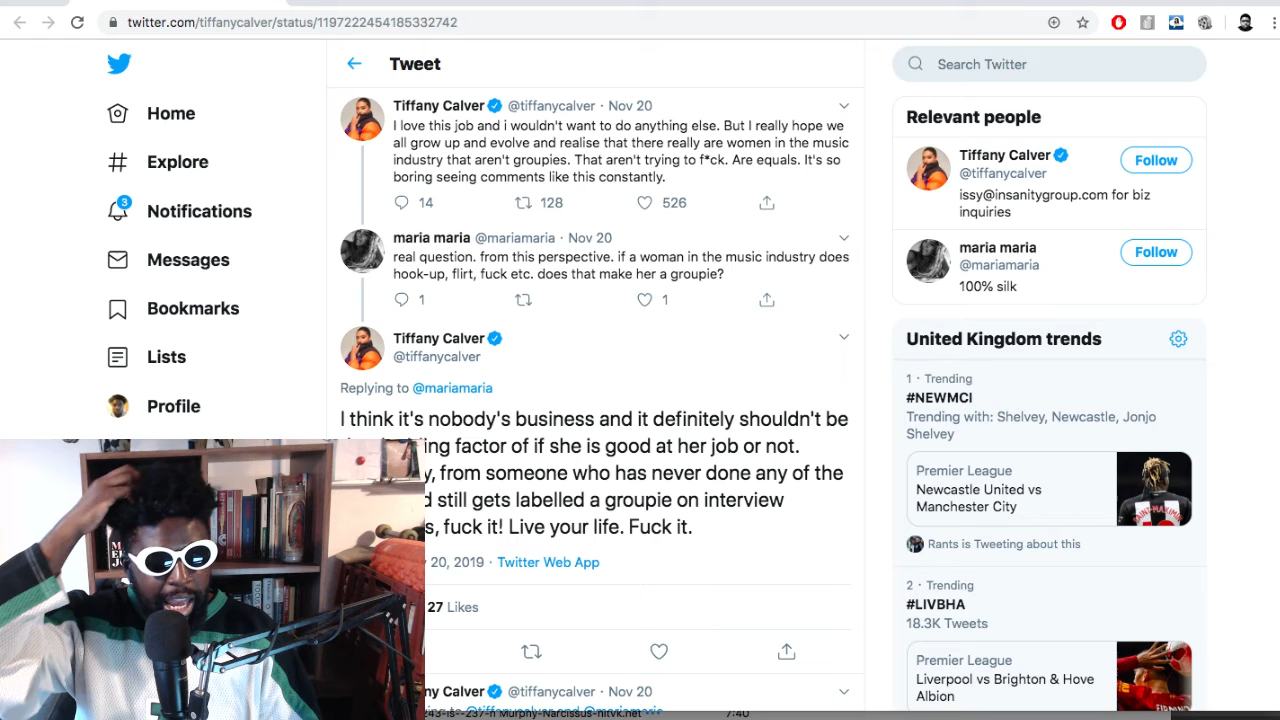 twitter.com/tiffanycalver/status/1197222454185332742
Home
Explore
3
Notifications
Messages
Bookmarks
Lists
Profile
Tweet
Tiffany Calver @tiffanycalver · Nov 20
I love this job and i wouldn't want to do anything else. But I really hope we
all grow up and evolve and realise that there really are women in the music
industry that aren't groupies. That aren't trying to f*ck. Are equals. It's so
boring seeing comments like this constantly.
14 128 526
maria maria @mariamaria · Nov 20
real question. from this perspective. if a woman in the music industry does
hook-up, flirt, fuck etc. does that make her a groupie?
1 1
Tiffany Calver
@tiffanycalver
Replying to @mariamaria
I think it's nobody's business and it definitely shouldn't be
factor of if she is good at her job or not.
from someone who has never done any of the
still gets labelled a groupie on interview
fuck it! Live your life. Fuck it.
20, 2019 · Twitter Web App
27 Likes
ny Calver @tiffanycalver · Nov 20
@tiffanycalver and @mariamaria
Murphy-Narcissus-hitvk.net 7:40
Search Twitter
Relevant people
Tiffany Calver
@tiffanycalver
Follow
issy@insanitygroup.com for biz
inquiries
maria maria
@mariamaria
Follow
100% silk
United Kingdom trends
1 · Trending
#NEWMCI
Trending with: Shelvey, Newcastle, Jonjo
Shelvey
Premier League
Newcastle United vs
Manchester City
Rants is Tweeting about this
2 · Trending
#LIVBHA
18.3K Tweets
Premier League
Liverpool vs Brighton & Hove
Albion